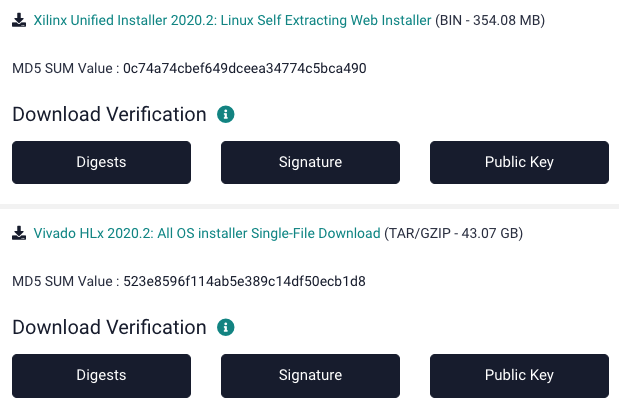 Xilinx Unified Installer 2020.2: Linux Self Extracting Web Installer (BIN - 354.08 MB)
MD5 SUM Value : 0c74a74cbef649dceea34774c5bca490
Download Verification
Digests Signature Public Key
Vivado HLx 2020.2: All OS installer Single-File Download (TAR/GZIP - 43.07 GB)
MD5 SUM Value : 523e8596f114ab5e389c14df50ecb1d8
Download Verification
Digests Signature Public Key